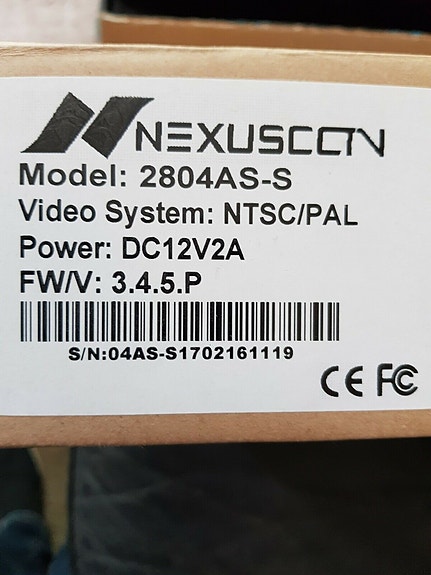 NEXUSCCTV
Model: 2804AS-S
Video System: NTSC/PAL
Power: DC12V2A
FW/V: 3.4.5.P
S/N:04AS-S1702161119
CE FC